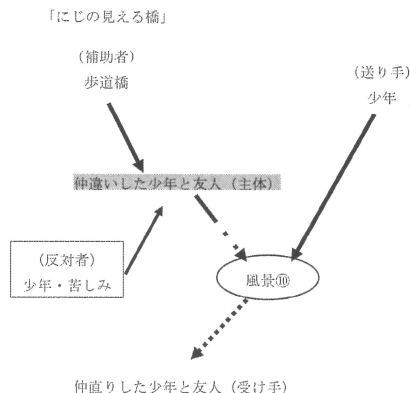 「にじの見える橋」
（補助者）
歩道橋
（送り手）
少年
仲違いした少年と友人（主体）
（反対者）
少年・苦しみ
風景⑩
仲直りした少年と友人（受け手）